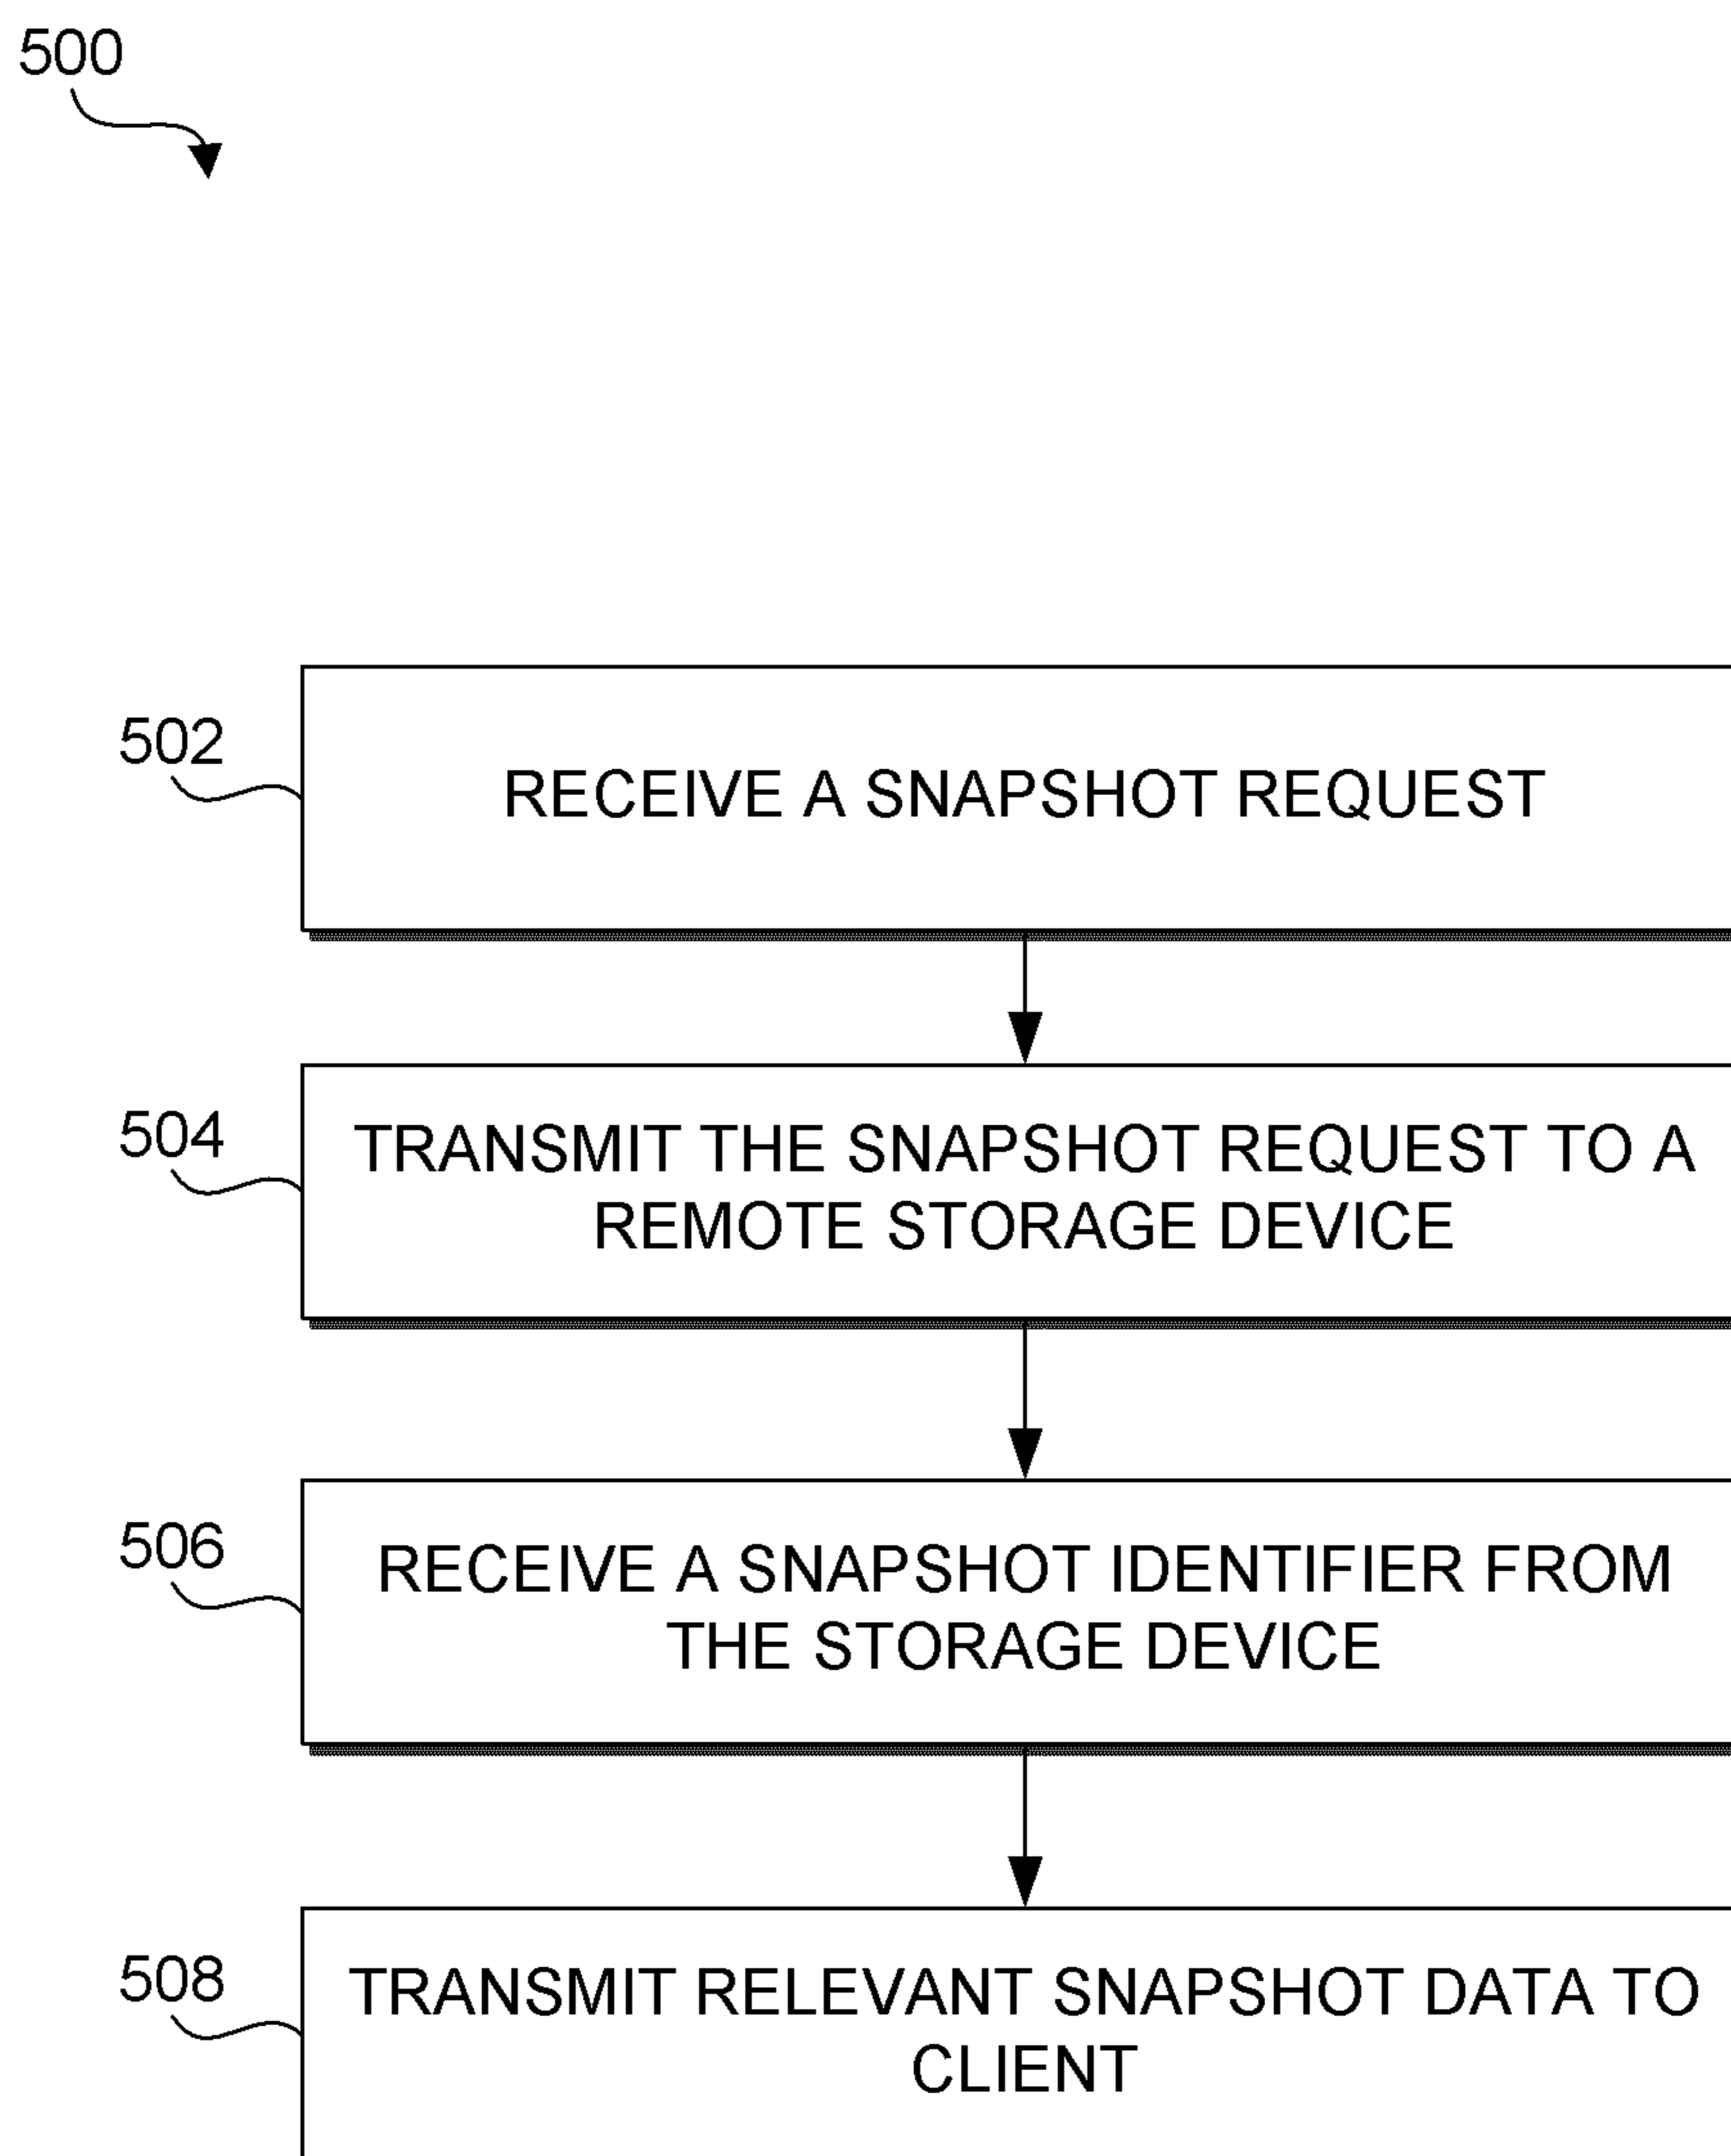 500
502
RECEIVE A SNAPSHOT REQUEST
504
TRANSMIT THE SNAPSHOT REQUEST TO A
REMOTE STORAGE DEVICE
506
RECEIVE A SNAPSHOT IDENTIFIER FROM
THE STORAGE DEVICE
508
TRANSMIT RELEVANT SNAPSHOT DATA TO
CLIENT